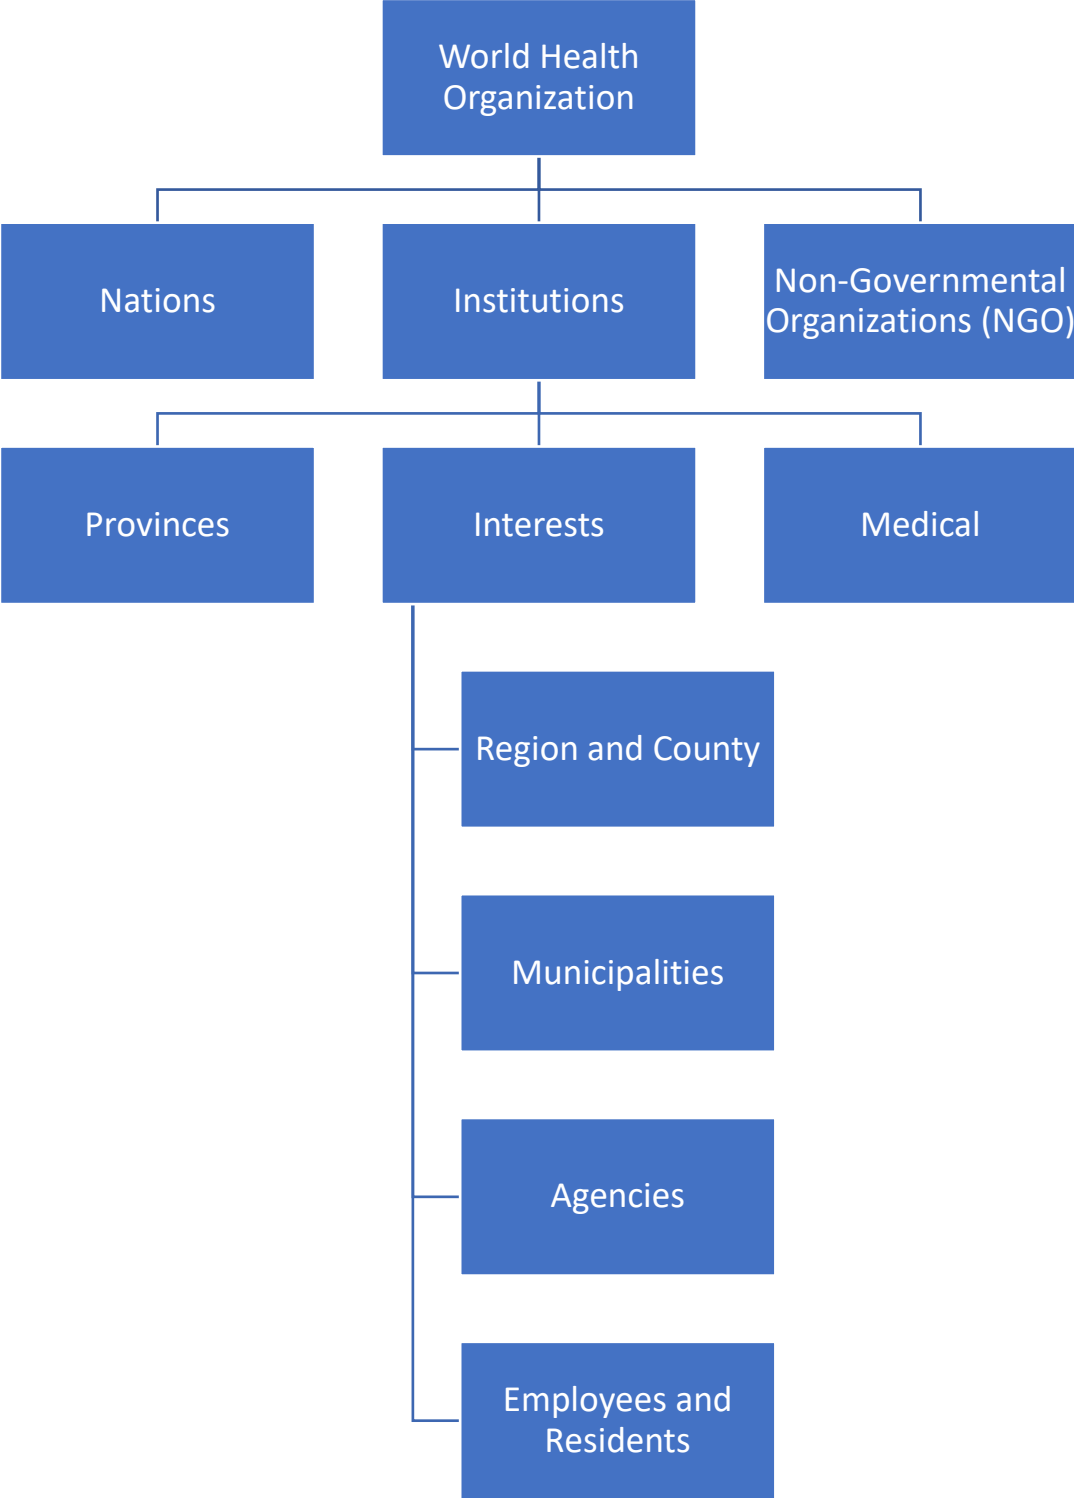 World Health
Organization
Nations
Institutions
Non-Governmental
Organizations (NGO)
Provinces
Interests
Medical
Region and County
Municipalities
Agencies
Employees and
Residents